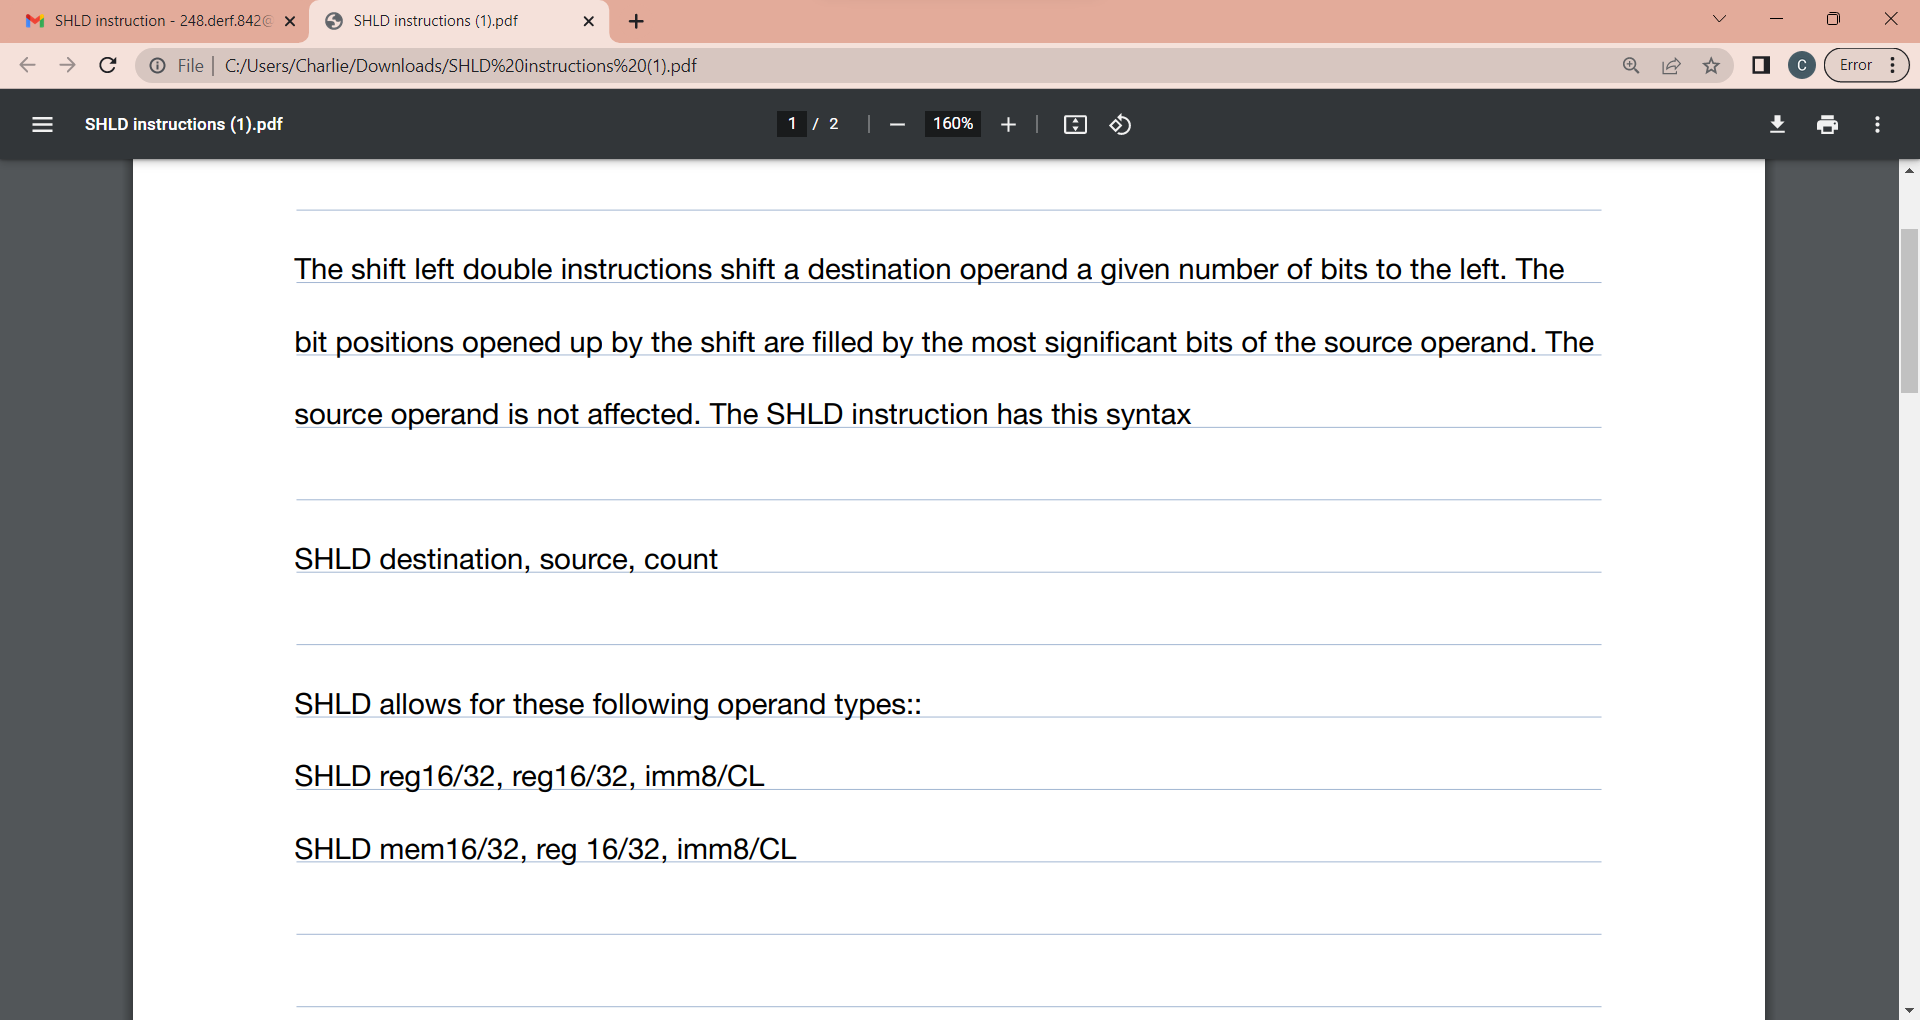 SHLD instruction - 248.derf.842@
SHLD instructions (1).pdf
File
C:/Users/Charlie/Downloads/SHLD%20instructions%20(1).pdf
C
Error
SHLD instructions (1).pdf
1 / 2
160%
The shift left double instructions shift a destination operand a given number of bits to the left. The
bit positions opened up by the shift are filled by the most significant bits of the source operand. The
source operand is not affected. The SHLD instruction has this syntax
SHLD destination, source, count
SHLD allows for these following operand types::
SHLD reg16/32, reg16/32, imm8/CL
SHLD mem16/32, reg 16/32, imm8/CL